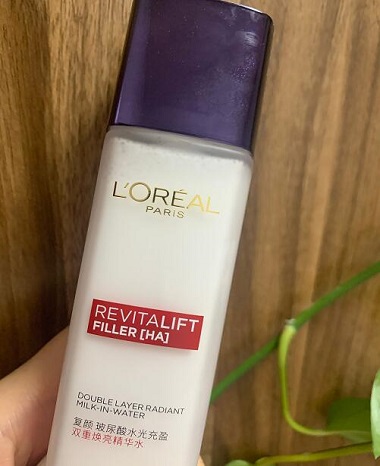 L'ORÉAL
PARIS
REVITALIFT
FILLER [HA]
DOUBLE LAYER RADIANT
MILK-IN-WATER
复颜 玻尿酸水光充盈
双重焕亮精华水